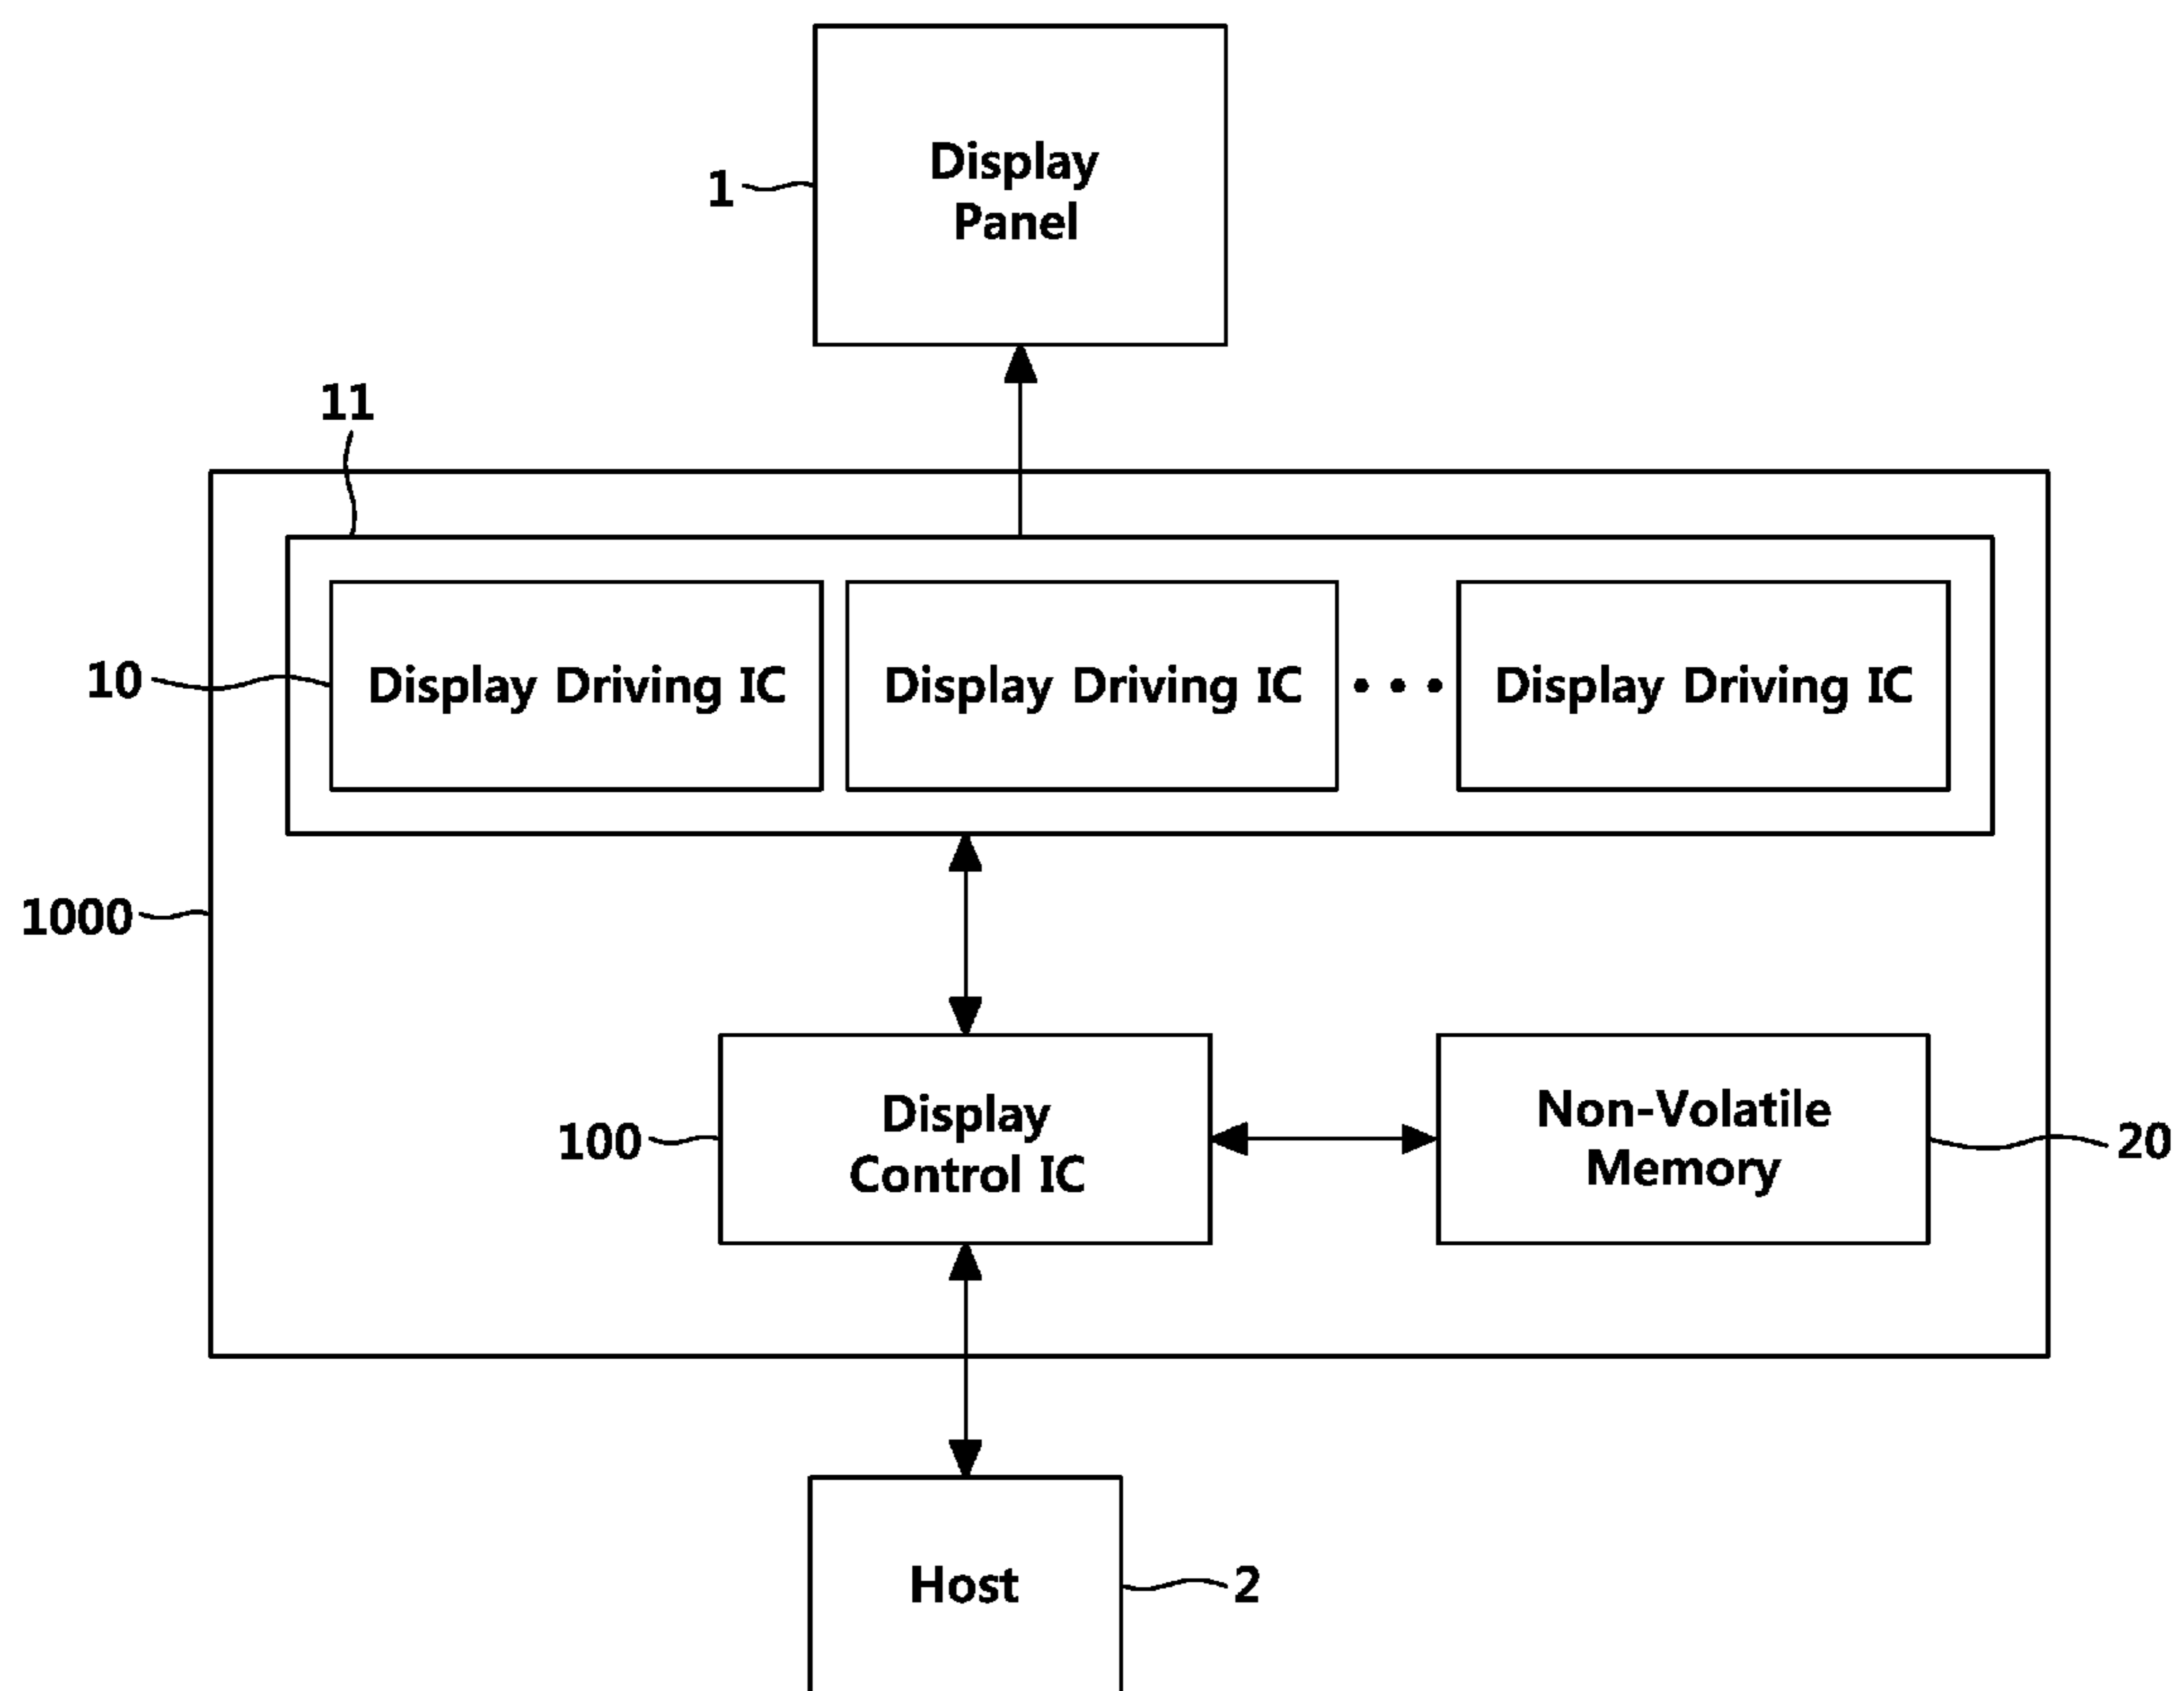 Display
Panel
1
11
10
Display Driving IC
Display Driving IC
• • •
Display Driving IC
1000
100
Display
Control IC
Non-Volatile
Memory
20
Host
2